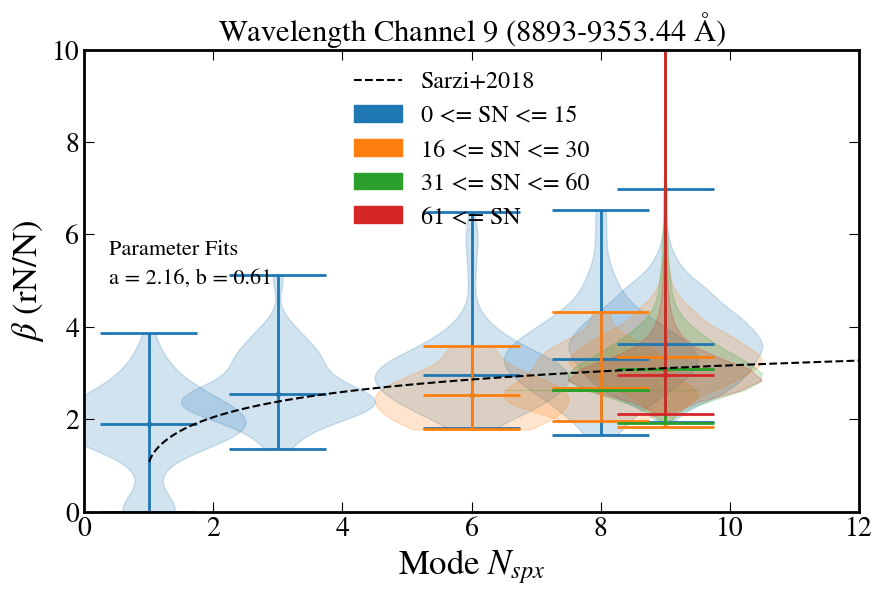 Wavelength Channel 9 (8893-9353.44 Å)
10
8
6
4
2
0
β (rN/N)
Sarzi+2018
0 <= SN <= 15
16 <= SN <= 30
31 <= SN <= 60
61 <= SN
Parameter Fits
a = 2.16, b = 0.61
0 2 4 6 8 10 12
Mode N_{spx}